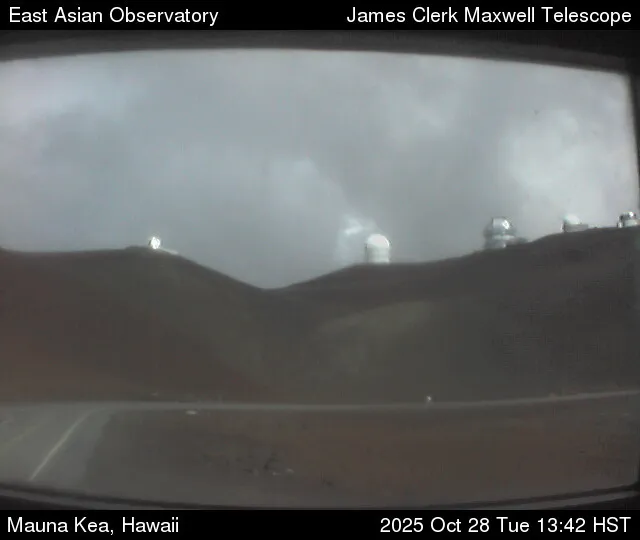 East Asian Observatory
James Clerk Maxwell Telescope
Mauna Kea, Hawaii
2025 Oct 28 Tue 13:42 HST